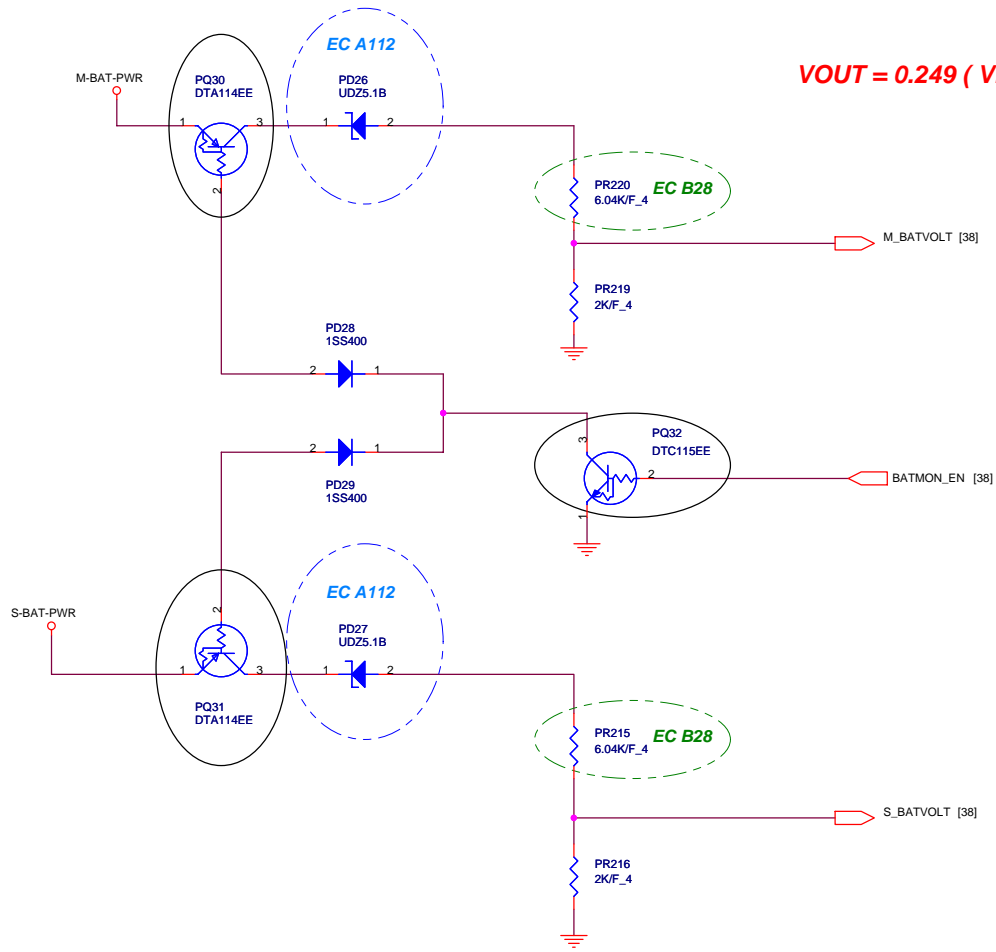 EC A112
VOUT = 0.249 ( V
M-BAT-PWR
PQ30
DTA114EE
PD26
UDZ5.1B
1
3
1
2
2
PR220
6.04K/F_4
EC B28
M_BATVOLT [38]
PR219
2K/F_4
PD28
1SS400
2
1
PQ32
DTC115EE
3
2
1
BATMON_EN [38]
2
1
PD29
1SS400
EC A112
S-BAT-PWR
2
PD27
UDZ5.1B
1
3
1
2
PQ31
DTA114EE
PR215
6.04K/F_4
EC B28
S_BATVOLT [38]
PR216
2K/F_4